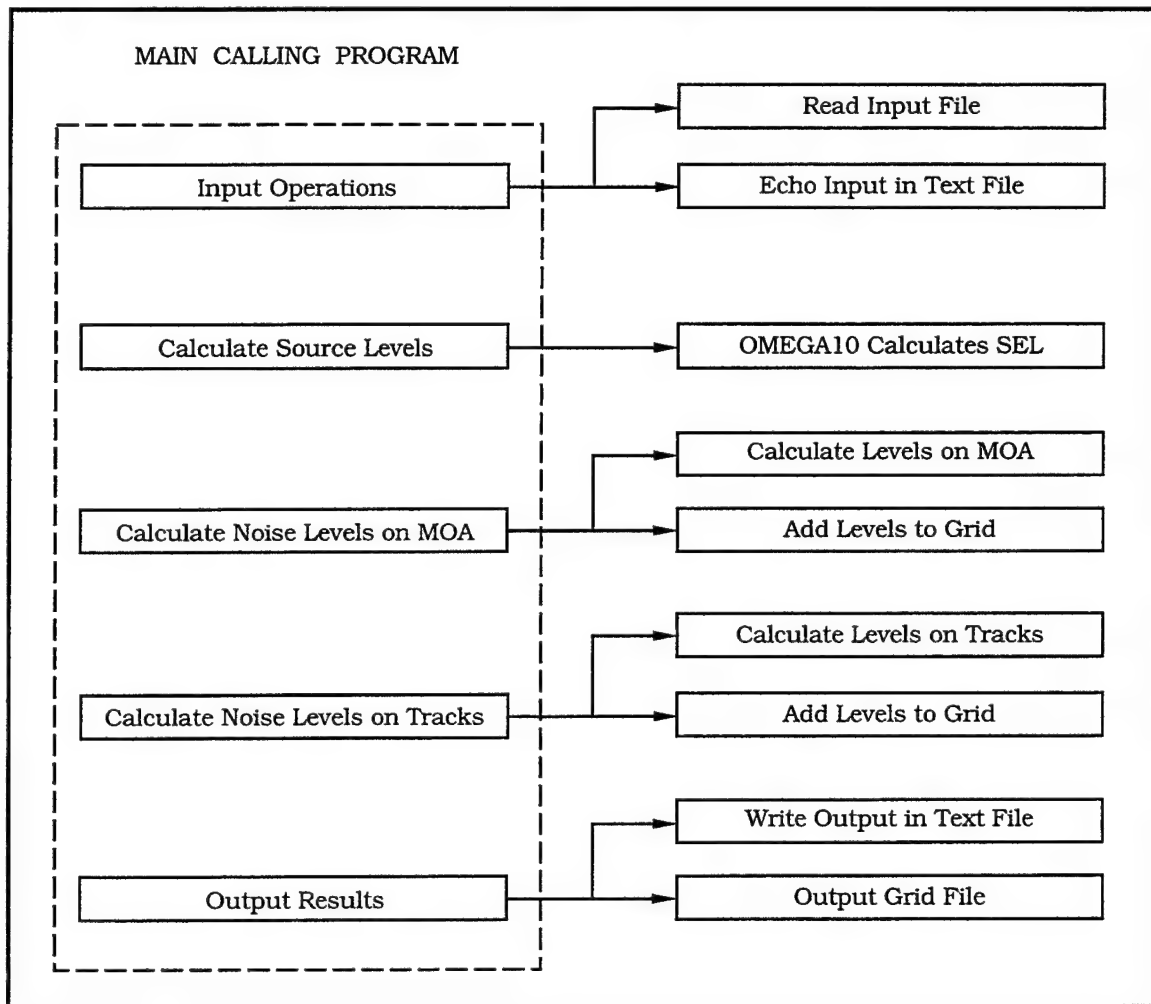 MAIN CALLING PROGRAM
Read Input File
Input Operations
Echo Input in Text File
Calculate Source Levels
OMEGA10 Calculates SEL
Calculate Levels on MOA
Calculate Noise Levels on MOA
Add Levels to Grid
Calculate Levels on Tracks
Calculate Noise Levels on Tracks
Add Levels to Grid
Write Output in Text File
Output Results
Output Grid File